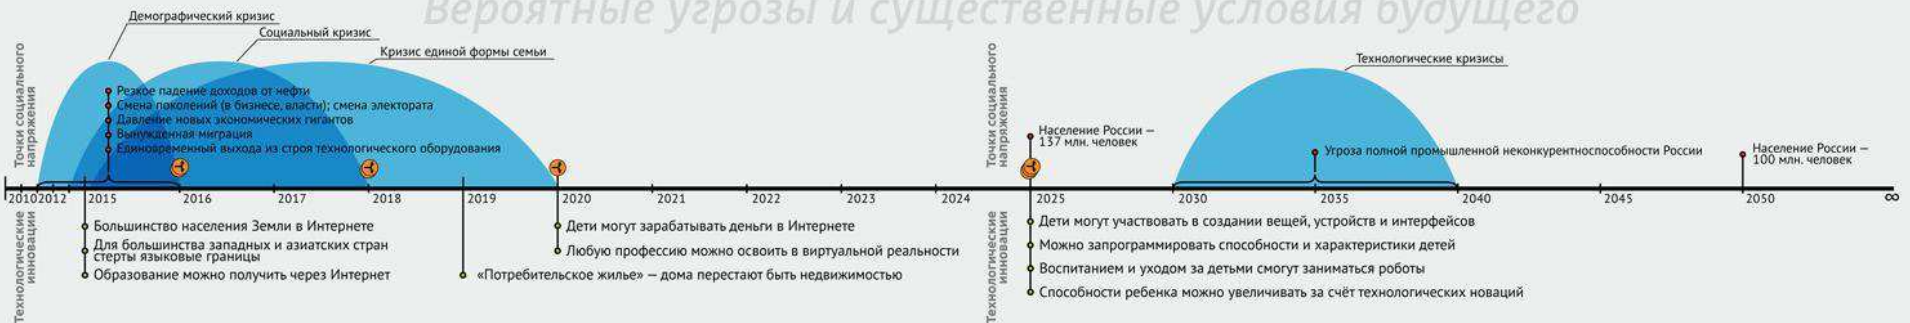 Вероятные угрозы и существенные условия будущего
Демографический кризис
Социальный кризис
Кризис единой формы семьи
Точки социального
напряжения
Резкое падение доходов от нефти
Смена поколений (в бизнесе, власти); смена электората
Давление новых экономических гигантов
Вынужденная миграция
Единовременный выхода из строя технологического оборудования
2010 2012 2015 2016 2017 2018 2019 2020 2021 2022 2023 2024
Технологические
инновации
Большинство населения Земли в Интернете
Для большинства западных и азиатских стран
стерты языковые границы
Образование можно получить через Интернет
«Потребительское жилье» — дома перестают быть недвижимостью
Дети могут зарабатывать деньги в Интернете
Любую профессию можно освоить в виртуальной реальности
Точки социального
напряжения
Технологические кризисы
Население России —
137 млн. человек
Угроза полной промышленной неконкурентноспособности России
Население России —
100 млн. человек
2025 2030 2035 2040 2045 2050 ∞
Технологические
инновации
Дети могут участвовать в создании вещей, устройств и интерфейсов
Можно запрограммировать способности и характеристики детей
Воспитанием и уходом за детьми смогут заниматься роботы
Способности ребенка можно увеличивать за счёт технологических новаций